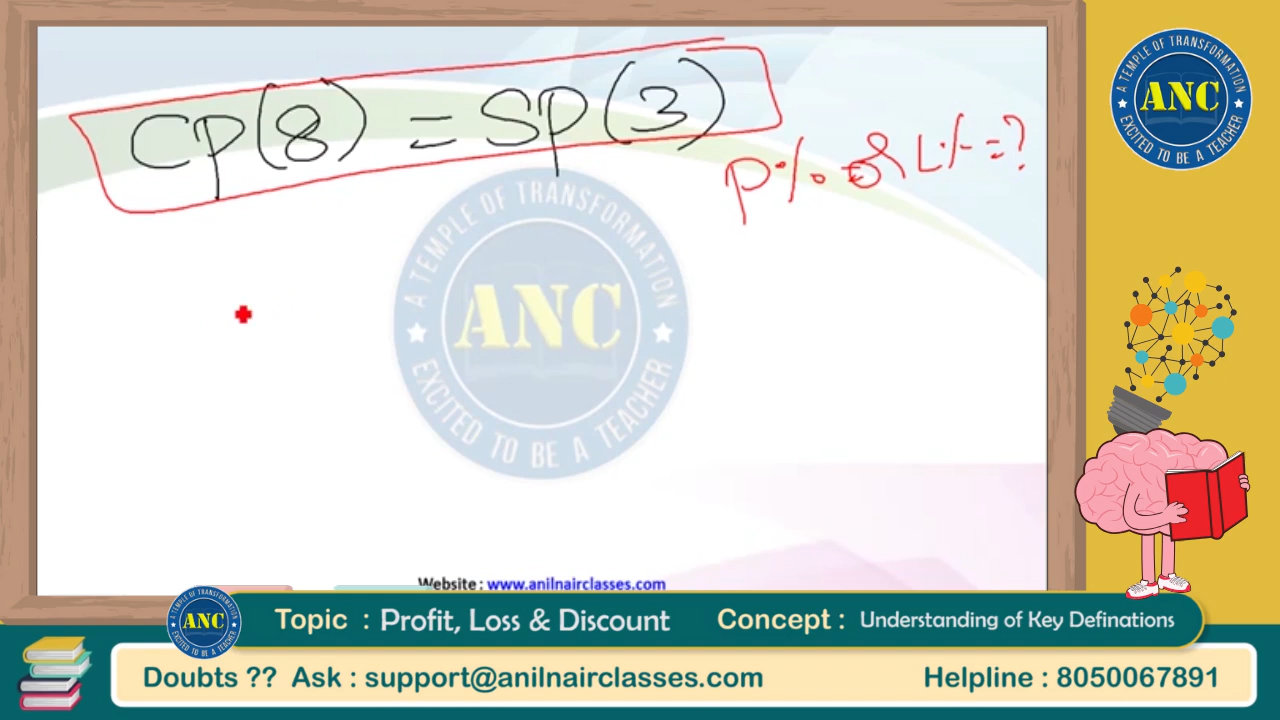 CP(8) = SP(3)
P% or L% = ?
A TEMPLE OF TRANSFORMATION
ANC
EXCITED TO BE A TEACHER
A TEMPLE OF TRANSFORMATION
ANC
EXCITED TO BE A TEACHER
Website : www.anilnairclasses.com
A TEMPLE OF TRANSFORMATION
ANC
EXCITED TO BE A TEACHER
Topic : Profit, Loss & Discount Concept : Understanding of Key Definations
Doubts ?? Ask : support@anilnairclasses.com Helpline : 8050067891